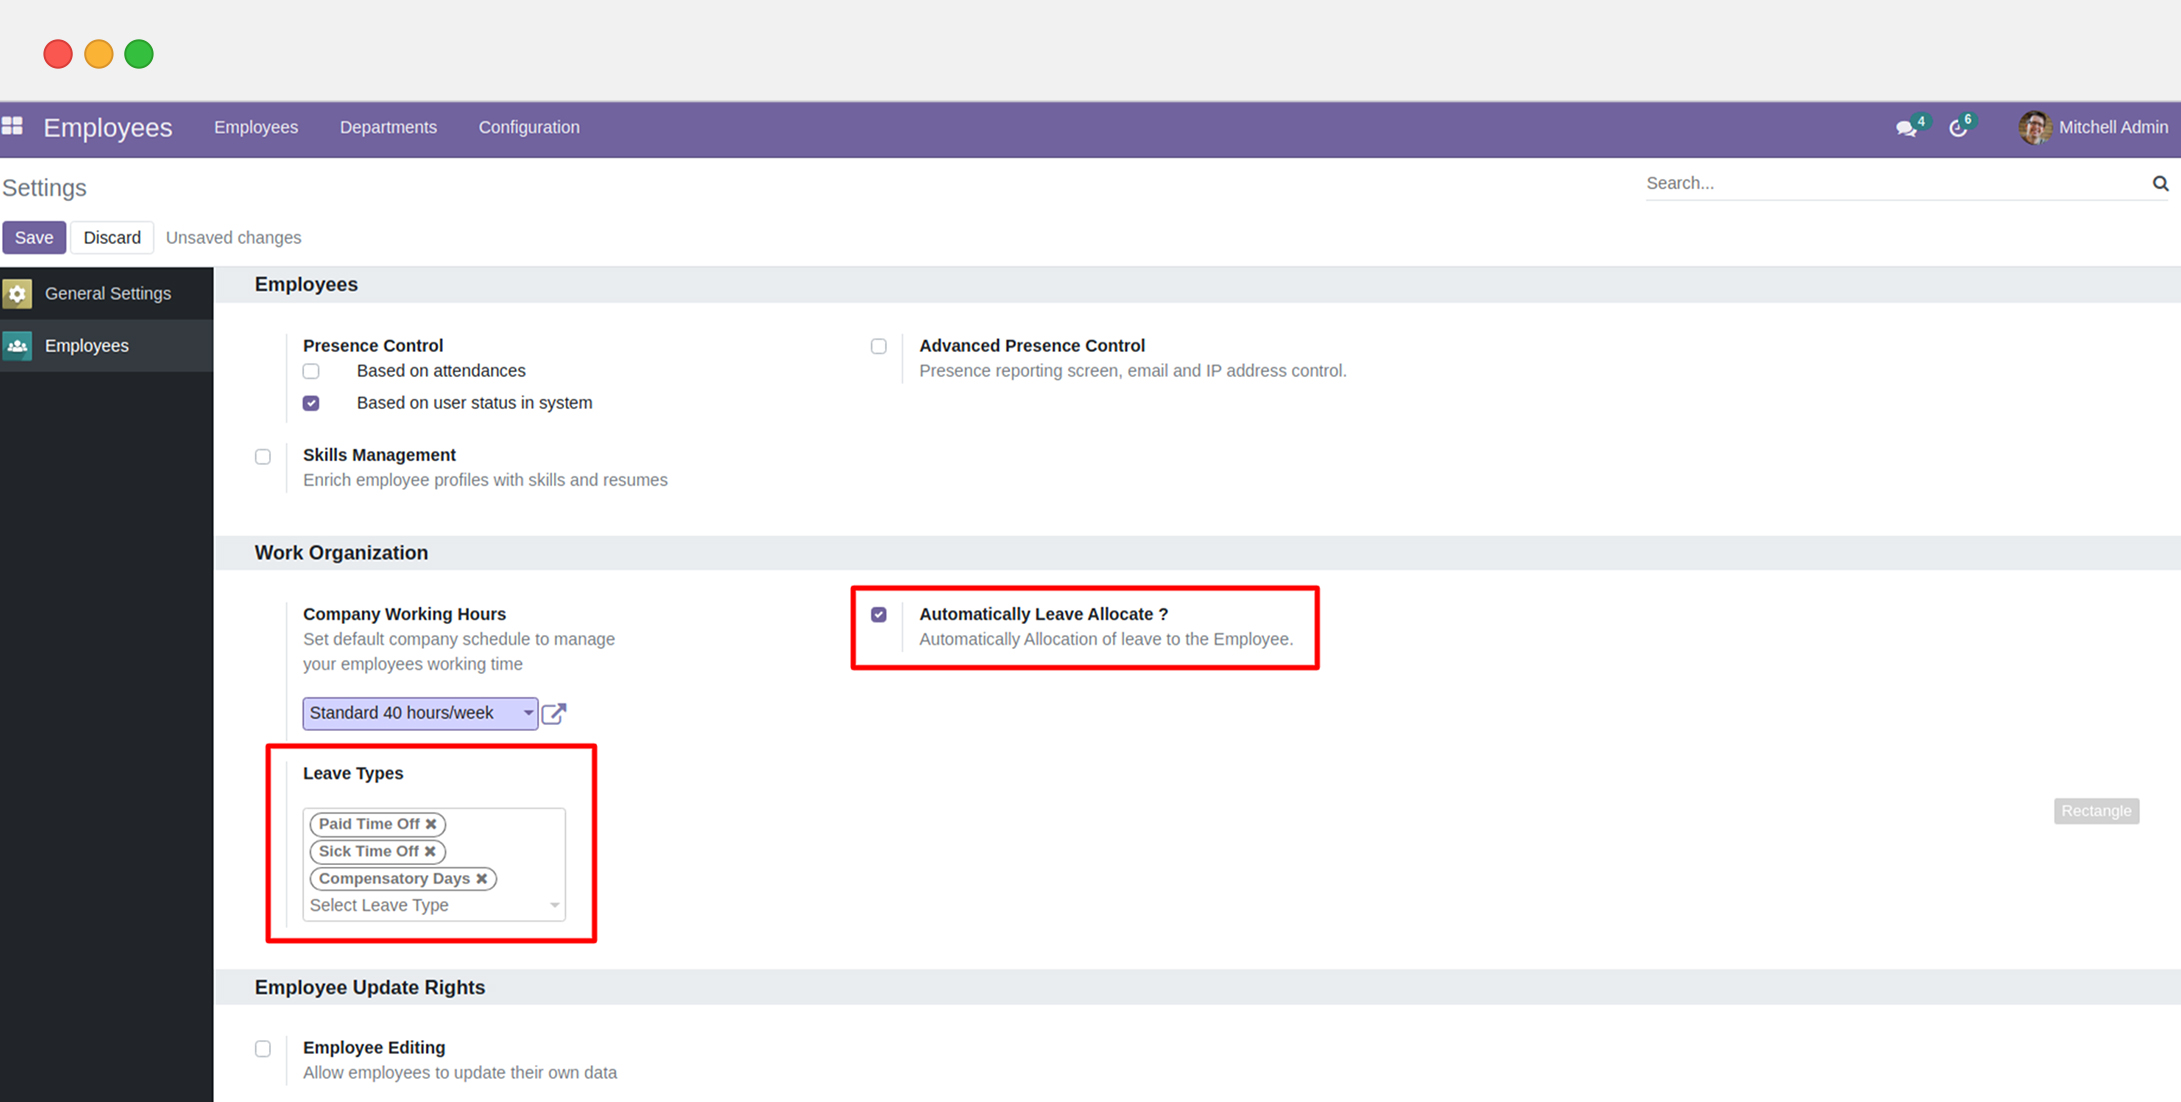 Employees Employees Departments Configuration 4 6 Mitchell Admin
Settings Search...
Save Discard Unsaved changes
General Settings
Employees
Employees
Presence Control
Based on attendances
Based on user status in system
Advanced Presence Control
Presence reporting screen, email and IP address control.
Skills Management
Enrich employee profiles with skills and resumes
Work Organization
Company Working Hours
Set default company schedule to manage
your employees working time
Standard 40 hours/week
Automatically Leave Allocate ?
Automatically Allocation of leave to the Employee.
Leave Types
Paid Time Off
Sick Time Off
Compensatory Days
Select Leave Type
Rectangle
Employee Update Rights
Employee Editing
Allow employees to update their own data